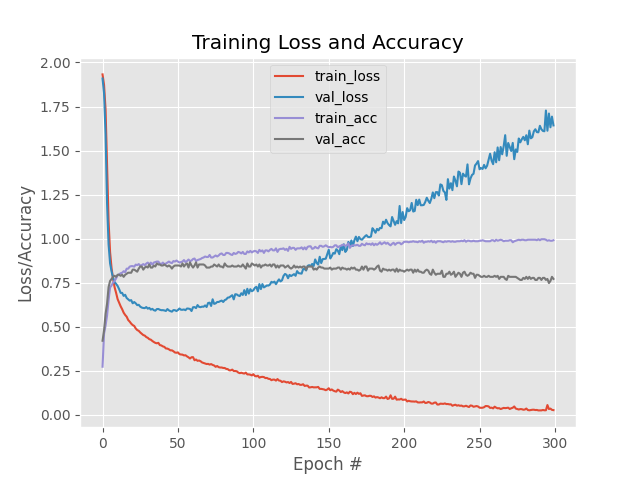 Training Loss and Accuracy
2.00
1.75
1.50
1.25
1.00
0.75
0.50
0.25
0.00
Loss/Accuracy
train_loss
val_loss
train_acc
val_acc
0
50
100
150
200
250
300
Epoch #